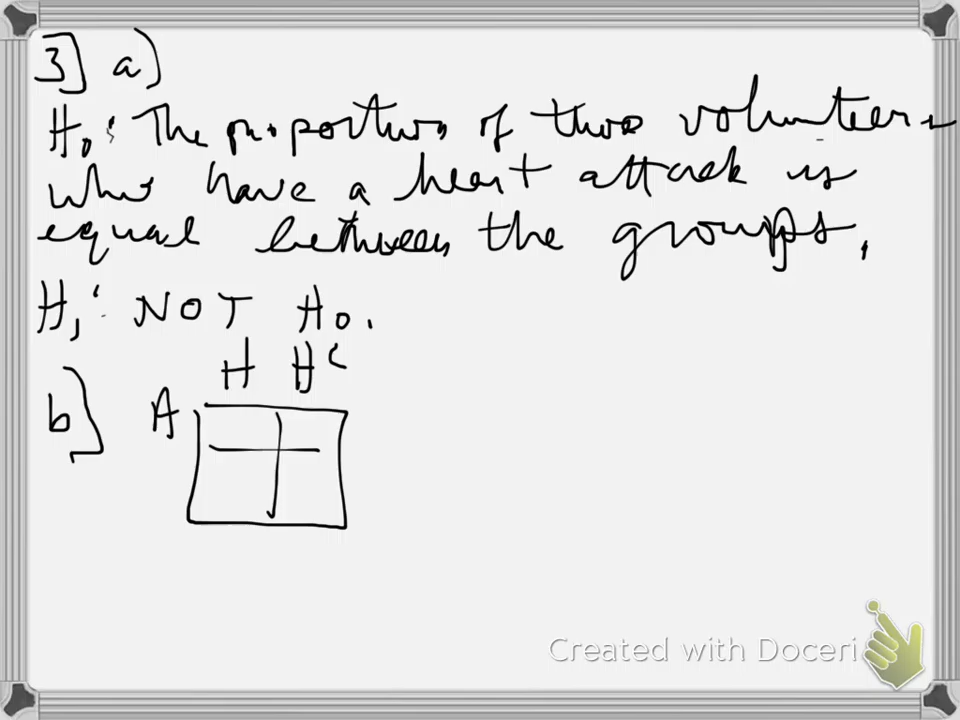 3] a)
H₀: The proportion of those volunteers
who have a heart attack is
equal between the groups.
H₁: NOT H₀.
H Hᶜ
b) A
Created with Doceri